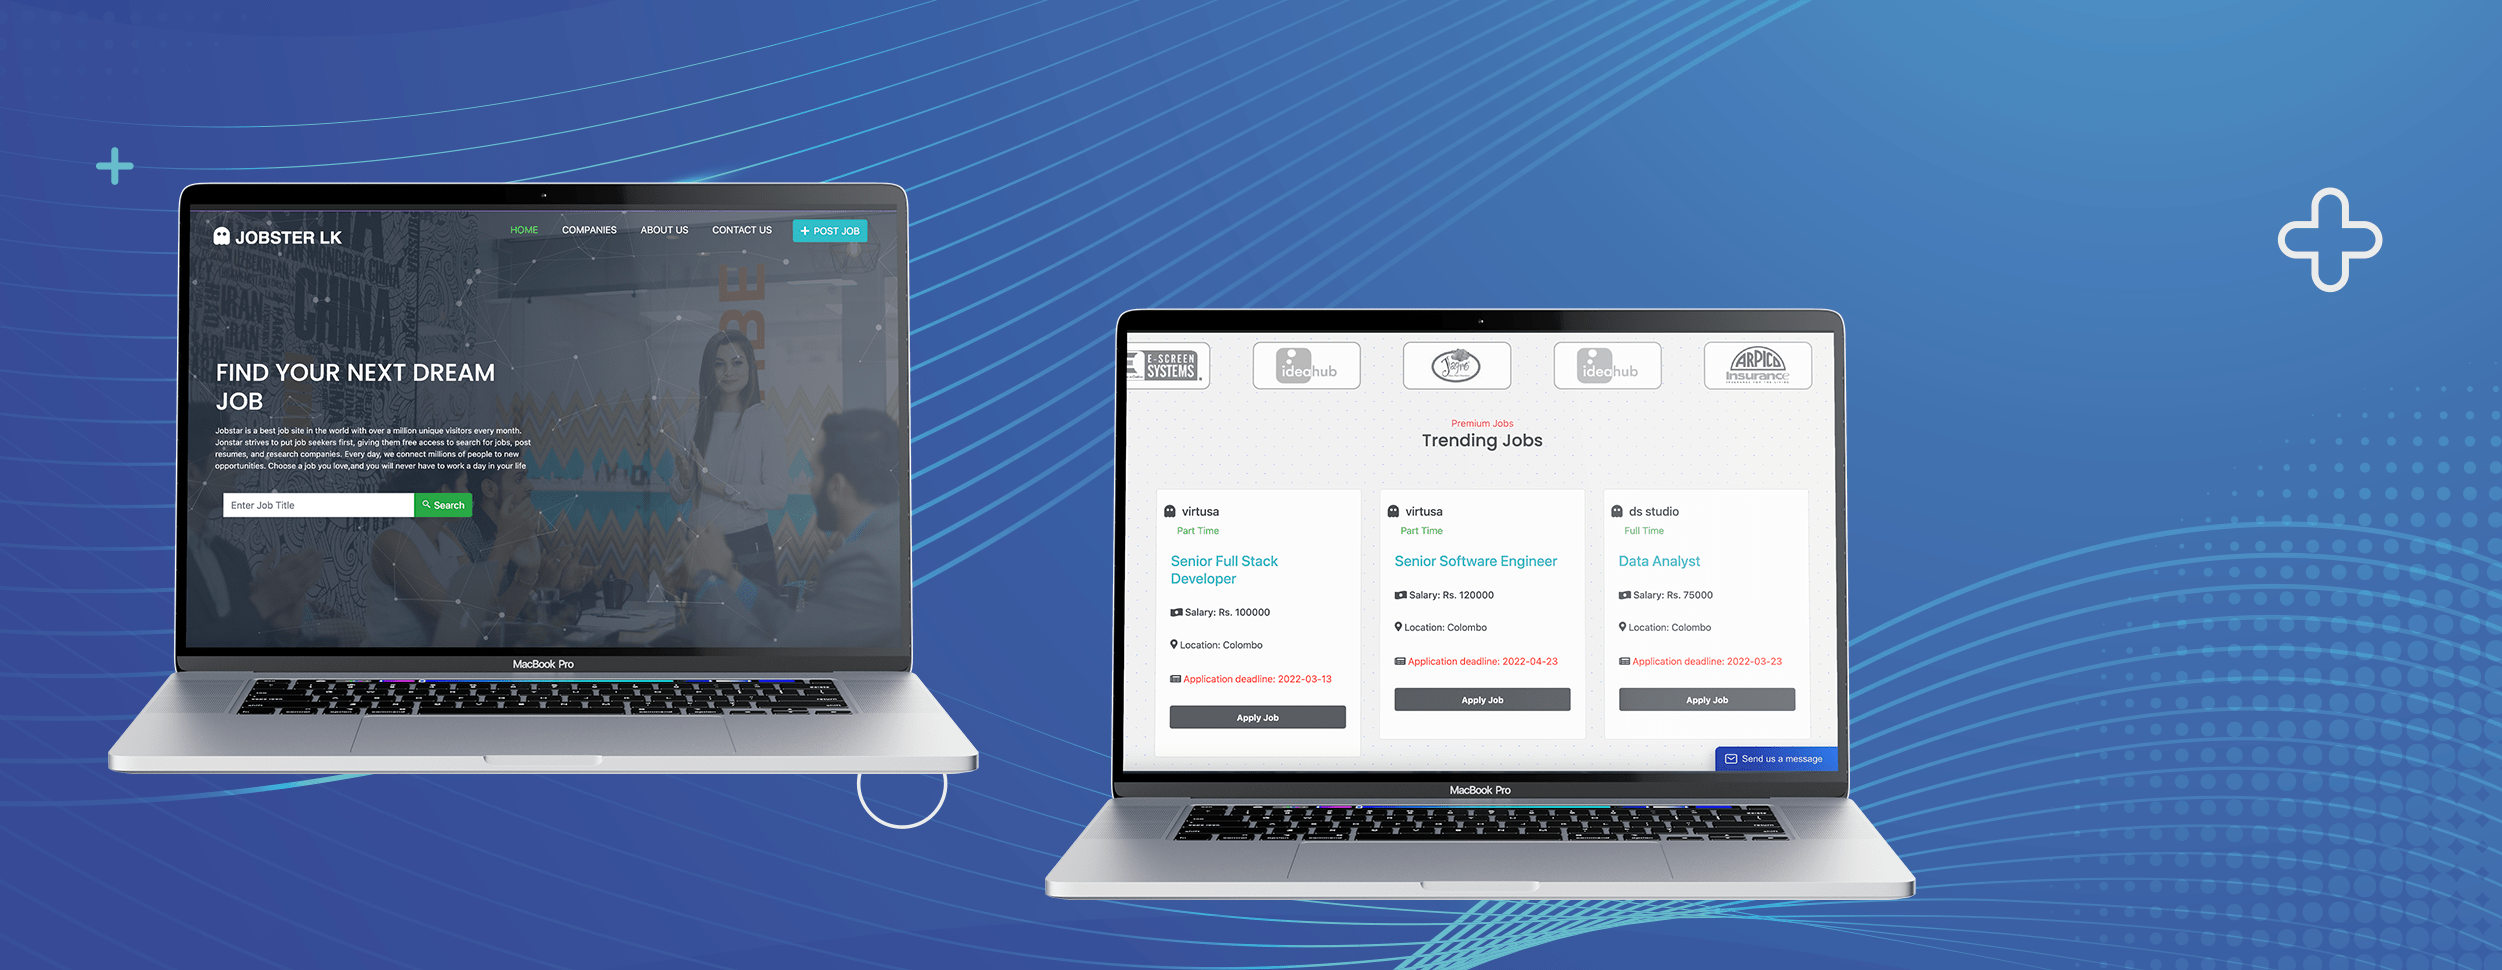 JOBSTER LK
HOME
COMPANIES
ABOUT US
CONTACT US
+ POST JOB
CHINA
IRAN
FIND YOUR NEXT DREAM
JOB
Jobstar is a best job site in the world with over a million unique visitors every month.
Jonstar strives to put job seekers first, giving them free access to search for jobs, post
resumes, and research companies. Every day, we connect millions of people to new
opportunities. Choose a job you love,and you will never have to work a day in your life
Enter Job Title
Search
MacBook Pro
E-SCREEN
SYSTEMS
ideahub
ideahub
ARPICO
Insurance
INSURANCE FOR THE LIVING
Premium Jobs
Trending Jobs
virtusa
Part Time
Senior Full Stack
Developer
Salary: Rs. 100000
Location: Colombo
Application deadline: 2022-03-13
Apply Job
virtusa
Part Time
Senior Software Engineer
Salary: Rs. 120000
Location: Colombo
Application deadline: 2022-04-23
Apply Job
ds studio
Full Time
Data Analyst
Salary: Rs. 75000
Location: Colombo
Application deadline: 2022-03-23
Apply Job
Send us a message
MacBook Pro